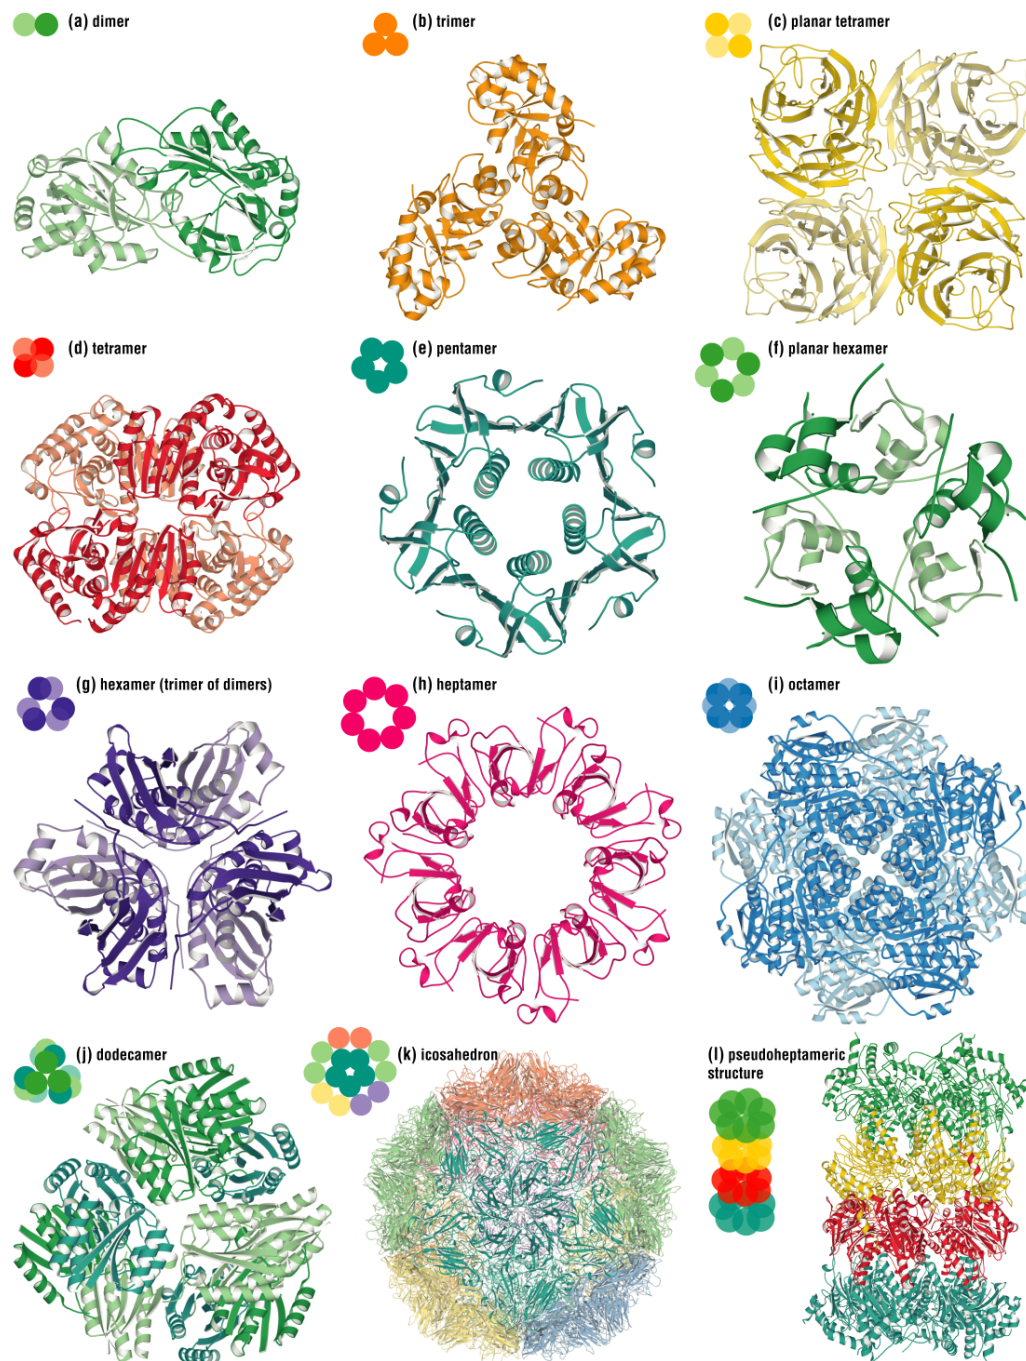 (a) dimer
(b) trimer
(c) planar tetramer
(d) tetramer
(e) pentamer
(f) planar hexamer
(g) hexamer (trimer of dimers)
(h) heptamer
(i) octamer
(j) dodecamer
(k) icosahedron
(l) pseudoheptameric
structure